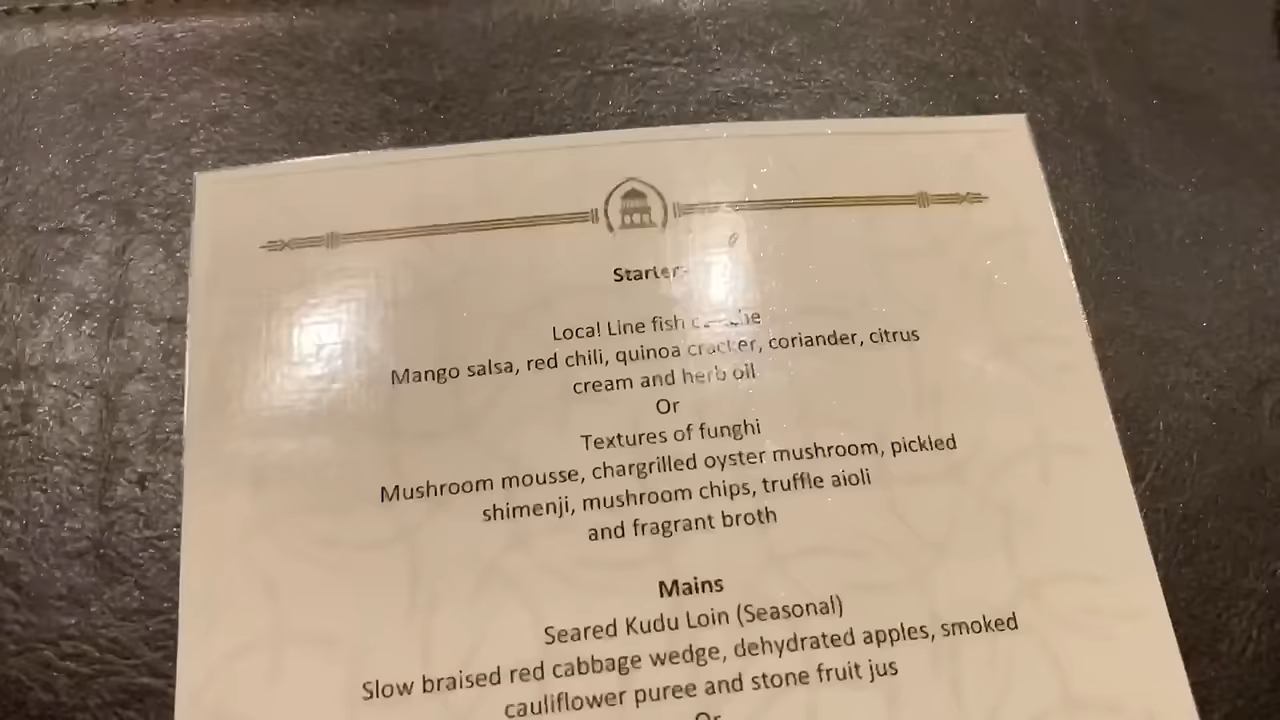 Starter
Local Line fish
Mango salsa, red chili, quinoa cracker, coriander, citrus
cream and herb oil
Or
Textures of funghi
Mushroom mousse, chargrilled oyster mushroom, pickled
shimenji, mushroom chips, truffle aioli
and fragrant broth
Mains
Seared Kudu Loin (Seasonal)
Slow braised red cabbage wedge, dehydrated apples, smoked
cauliflower puree and stone fruit jus
Or